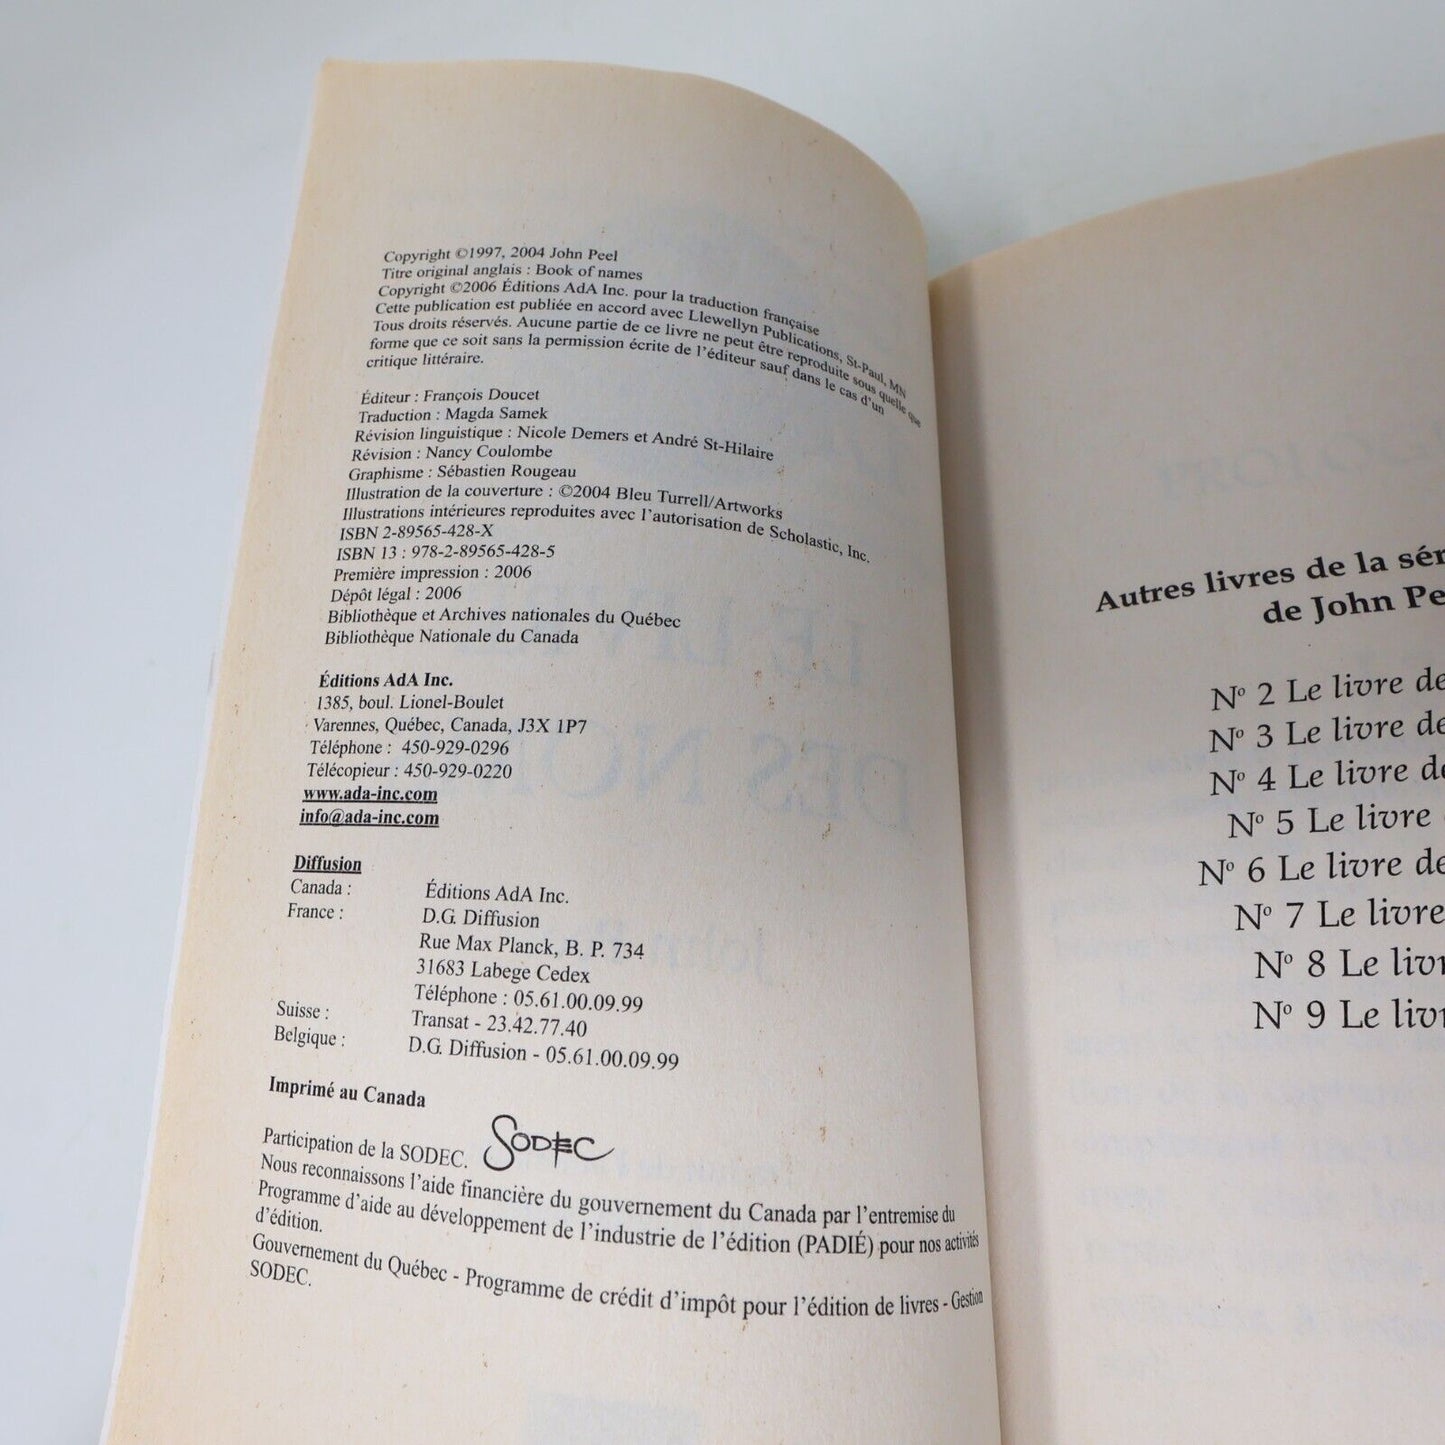 Copyright ©1997, 2004 John Peel
Titre original anglais : Book of names
Copyright ©2006 Éditions AdA Inc. pour la traduction française
Cette publication est publiée en accord avec Llewellyn Publications, St-Paul, MN
Tous droits réservés. Aucune partie de ce livre ne peut être reproduite sous quelle que
forme que ce soit sans la permission écrite de l'éditeur sauf dans le cas d'un
critique littéraire.
Éditeur : François Doucet
Traduction : Magda Samek
Révision linguistique : Nicole Demers et André St-Hilaire
Révision : Nancy Coulombe
Graphisme : Sébastien Rougeau
Illustration de la couverture : ©2004 Bleu Turrell/Artworks
Illustrations intérieures reproduites avec l'autorisation de Scholastic, Inc.
ISBN 2-89565-428-X
ISBN 13 : 978-2-89565-428-5
Première impression : 2006
Dépôt légal : 2006
Bibliothèque et Archives nationales du Québec
Bibliothèque Nationale du Canada
Éditions AdA Inc.
1385, boul. Lionel-Boulet
Varennes, Québec, Canada, J3X 1P7
Téléphone : 450-929-0296
Télécopieur : 450-929-0220
www.ada-inc.com
info@ada-inc.com
Diffusion
Canada : Éditions AdA Inc.
France : D.G. Diffusion
Rue Max Planck, B. P. 734
31683 Labege Cedex
Téléphone : 05.61.00.09.99
Suisse : Transat - 23.42.77.40
Belgique : D.G. Diffusion - 05.61.00.09.99
Imprimé au Canada
Participation de la SODEC. SODEC
Nous reconnaissons l'aide financière du gouvernement du Canada par l'entremise du
Programme d'aide au développement de l'industrie de l'édition (PADIÉ) pour nos activités
d'édition.
Gouvernement du Québec - Programme de crédit d'impôt pour l'édition de livres - Gestion
SODEC.
Autres livres de la sér
de John Pe
Nº 2 Le livre de
Nº 3 Le livre de
Nº 4 Le livre de
Nº 5 Le livre
Nº 6 Le livre de
Nº 7 Le livre
Nº 8 Le livr
Nº 9 Le livr